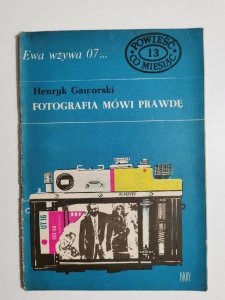 Ewa wzywa 07...
POWIEŚĆ
13
CO MIESIĄC
Henryk Gaworski
FOTOGRAFIA MÓWI PRAWDĘ